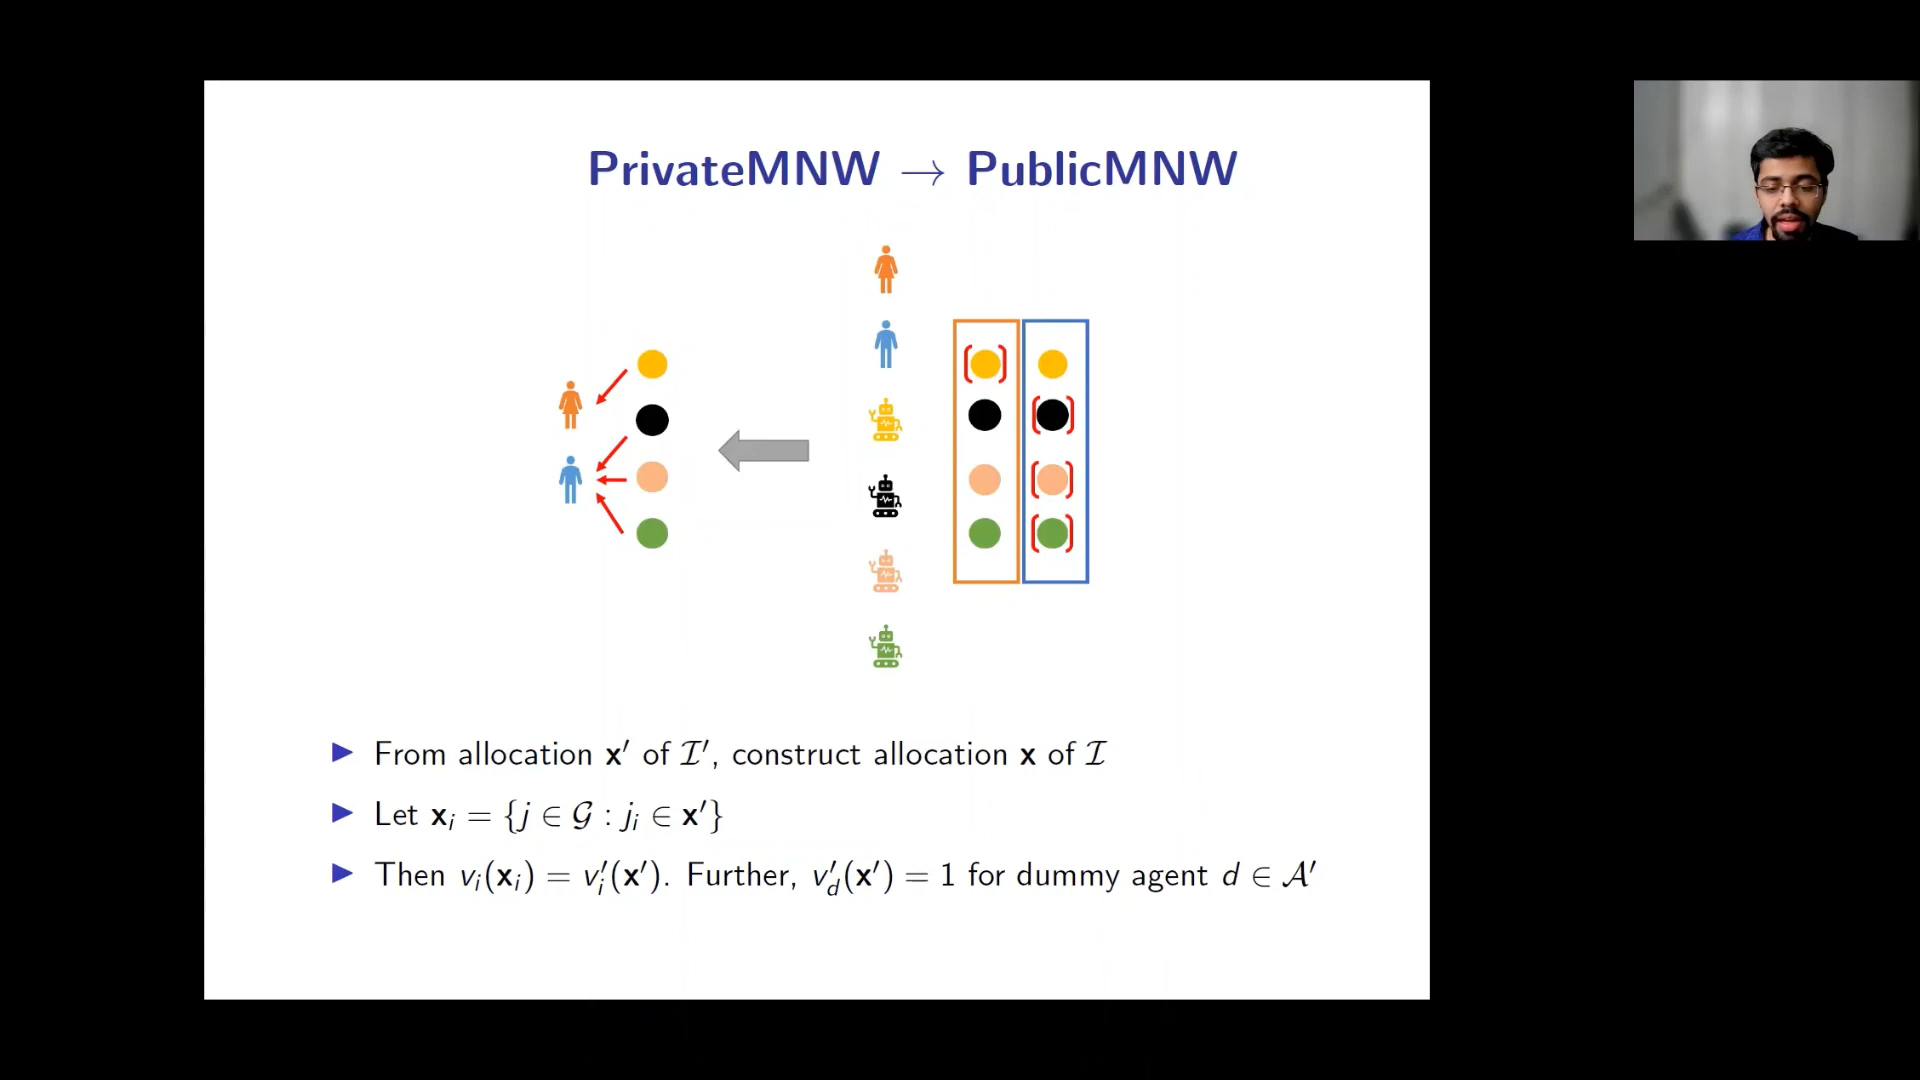 PrivateMNW → PublicMNW
▶ From allocation x′ of ℐ′, construct allocation x of ℐ
▶ Let xᵢ = {j ∈ 𝒢 : jᵢ ∈ x′}
▶ Then vᵢ(xᵢ) = v′ᵢ(x′). Further, v′_d(x′) = 1 for dummy agent d ∈ 𝒜′